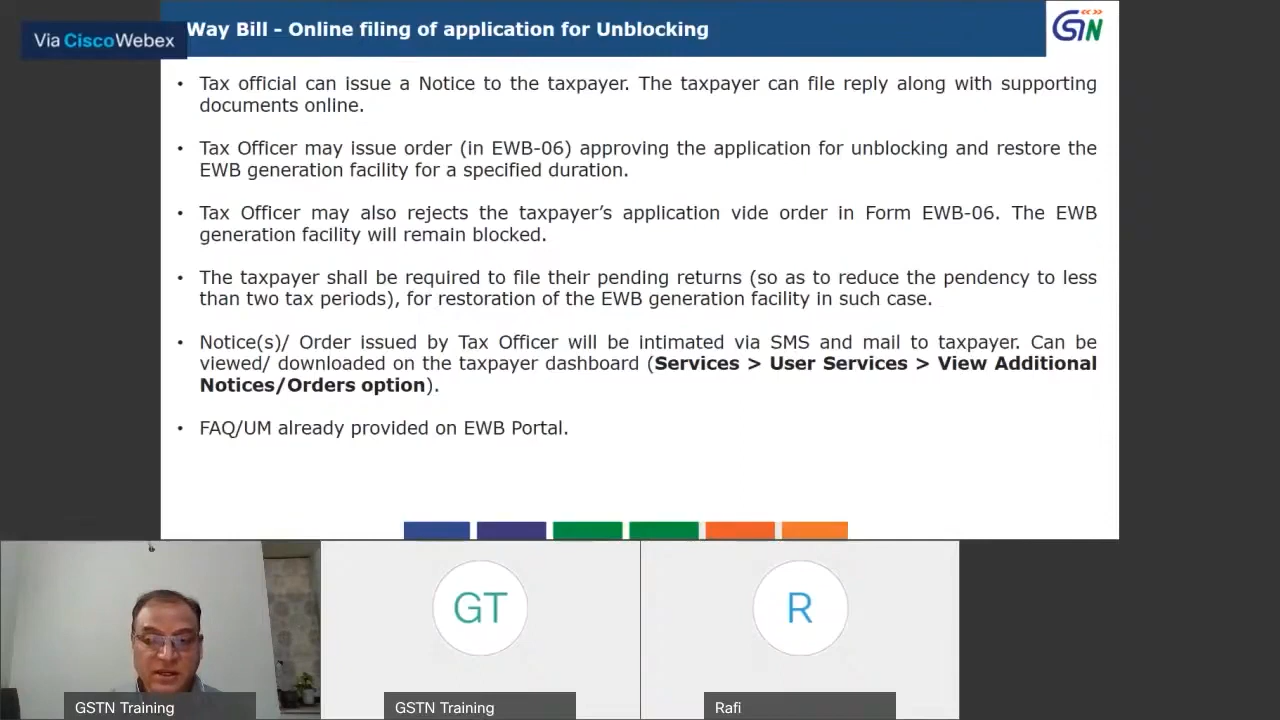 Via CiscoWebex
Way Bill - Online filing of application for Unblocking
GSTN
• Tax official can issue a Notice to the taxpayer. The taxpayer can file reply along with supporting
documents online.
• Tax Officer may issue order (in EWB-06) approving the application for unblocking and restore the
EWB generation facility for a specified duration.
• Tax Officer may also rejects the taxpayer’s application vide order in Form EWB-06. The EWB
generation facility will remain blocked.
• The taxpayer shall be required to file their pending returns (so as to reduce the pendency to less
than two tax periods), for restoration of the EWB generation facility in such case.
• Notice(s)/ Order issued by Tax Officer will be intimated via SMS and mail to taxpayer. Can be
viewed/ downloaded on the taxpayer dashboard (Services > User Services > View Additional
Notices/Orders option).
• FAQ/UM already provided on EWB Portal.
GT
R
GSTN Training
GSTN Training
Rafi